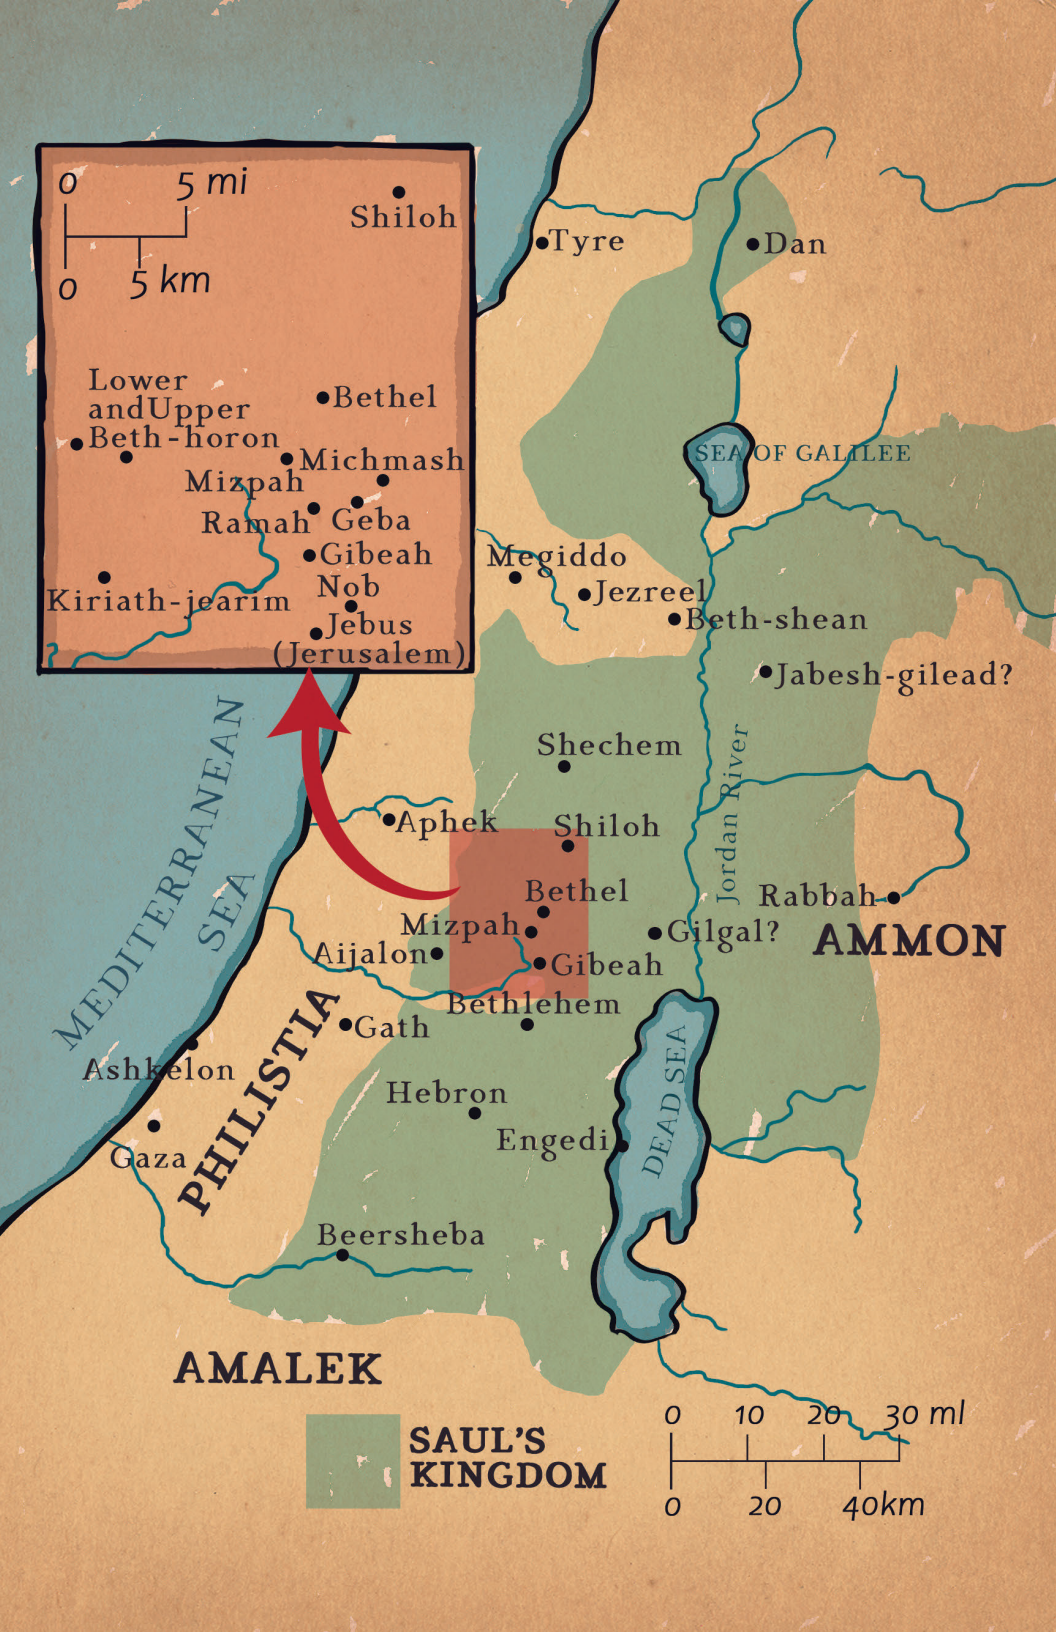 0 5 mi
0 5 km
Shiloh
Lower
andUpper
Beth-horon
Bethel
Michmash
Mizpah
Ramah
Geba
Gibeah
Nob
Kiriath-jearim
Jebus
(Jerusalem)
Tyre
Dan
SEA OF GALILEE
Megiddo
Jezreel
Beth-shean
Jabesh-gilead?
MEDITERRANEAN
SEA
Shechem
Jordan River
Aphek
Shiloh
Bethel
Rabbah
Mizpah
Gilgal?
AMMON
Aijalon
Gibeah
Bethlehem
Gath
PHILISTIA
Ashkelon
DEAD SEA
Hebron
Engedi
Gaza
Beersheba
AMALEK
SAUL'S
KINGDOM
0 10 20 30 ml
0 20 40km